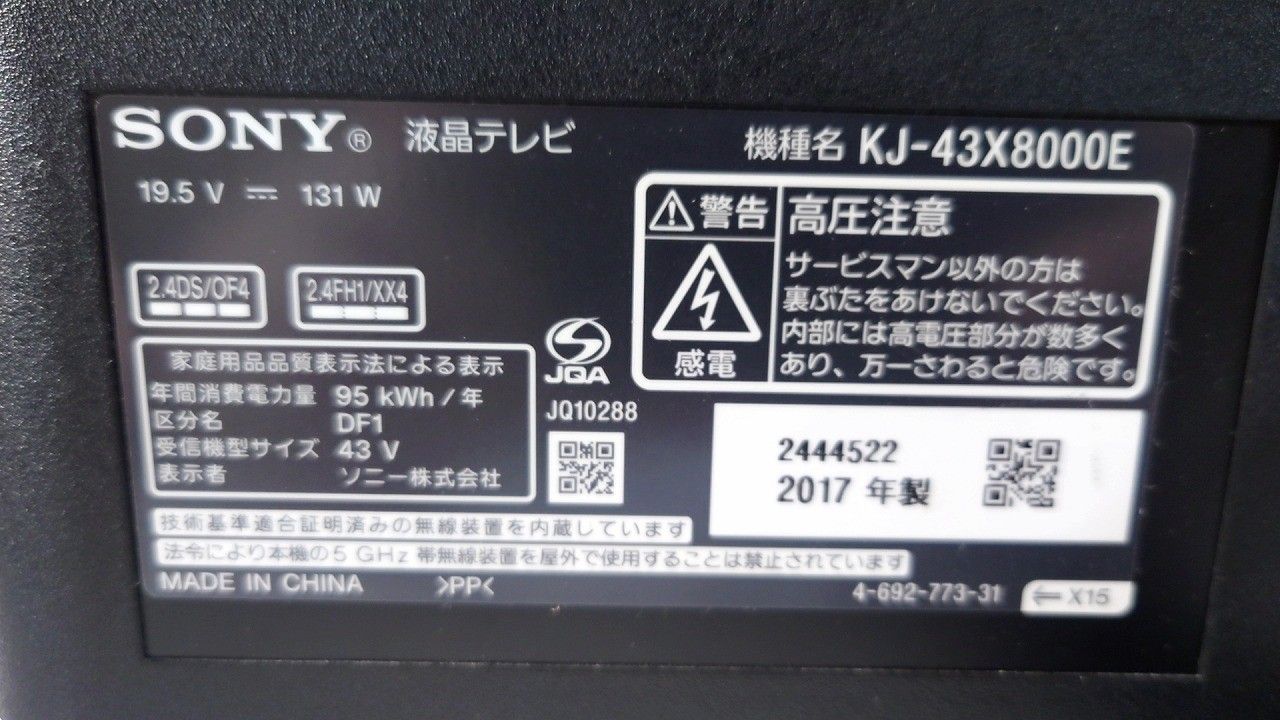 SONY® 液晶テレビ
機種名 KJ-43X8000E
19.5 V ⎓ 131 W
2.4DS/OF4
2.4FH1/XX4
警告
感電
高圧注意
サービスマン以外の方は
裏ぶたをあけないでください。
内部には高電圧部分が数多く
あり、万一さわると危険です。
家庭用品品質表示法による表示
年間消費電力量 95 kWh / 年
区分名 DF1
受信機型サイズ 43 V
表示者 ソニー株式会社
JQA
JQ10288
2444522
2017 年製
技術基準適合証明済みの無線装置を内蔵しています
法令により本機の5 GHz 帯無線装置を屋外で使用することは禁止されています
MADE IN CHINA >PP<
4-692-773-31
⇐ X15